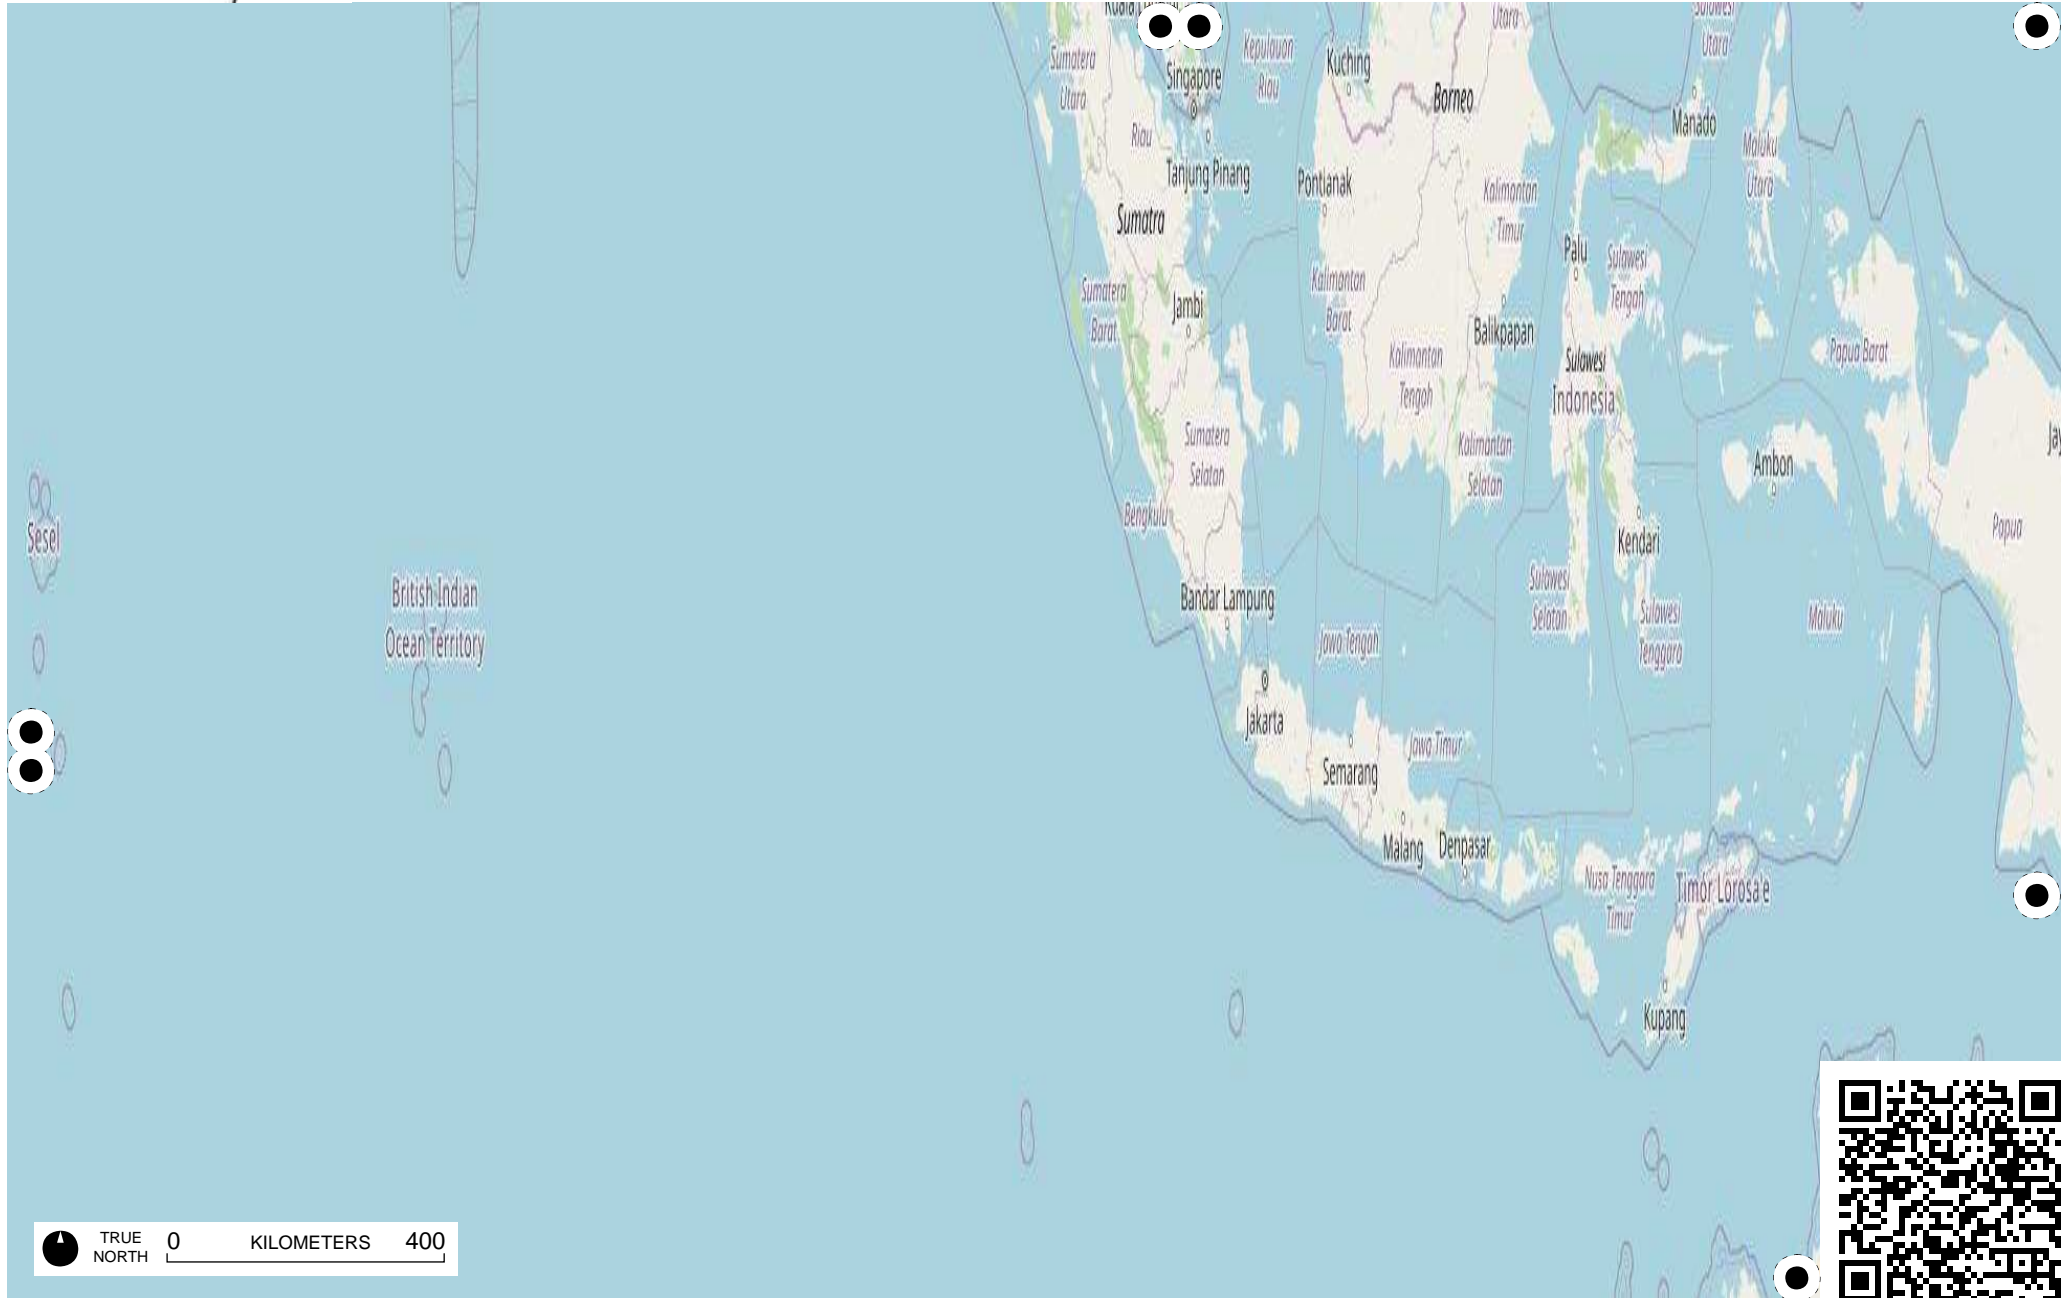 Utara
Sulawesi
Utara
Sumatera
Utara
Singapore
Kepulauan
Riau
Kuching
Borneo
Manado
Riau
Maluku
Utara
Tanjung Pinang
Pontianak
Kalimantan
Timur
Sumatra
Palu
Sulawesi
Tengah
Sumatera
Barat
Jambi
Kalimantan
Barat
Balikpapan
Kalimantan
Tengah
Sulawesi
Indonesia
Papua Barat
Sumatera
Selatan
Kalimantan
Selatan
Ambon
Bengkulu
Kendari
Papua
Sesel
British Indian
Ocean Territory
Bandar Lampung
Sulawesi
Selatan
Sulawesi
Tenggara
Maluku
Jawa Tengah
Jakarta
Semarang
Jawa Timur
Malang
Denpasar
Nusa Tenggara
Timur
Timór Lorosa'e
Kupang
TRUE
NORTH
0 KILOMETERS 400